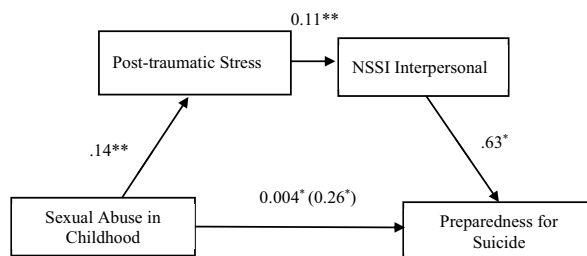 0.11**
Post-traumatic Stress
NSSI Interpersonal
.14**
.63*
0.004* (0.26*)
Sexual Abuse in
Childhood
Preparedness for
Suicide